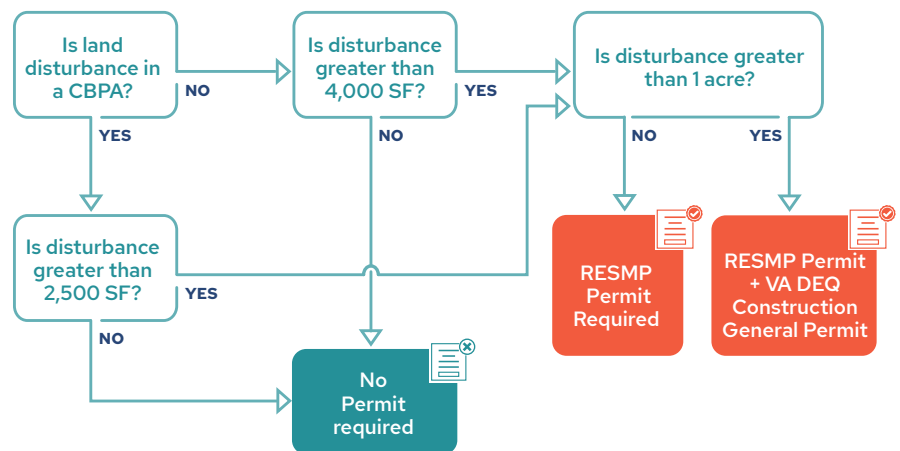 Is land
disturbance in
a CBPA?
NO
YES
Is disturbance
greater than
4,000 SF?
YES
NO
Is disturbance greater
than 1 acre?
NO
YES
Is disturbance
greater than
2,500 SF?
YES
NO
No
Permit
required
RESMP
Permit
Required
RESMP Permit
+ VA DEQ
Construction
General Permit